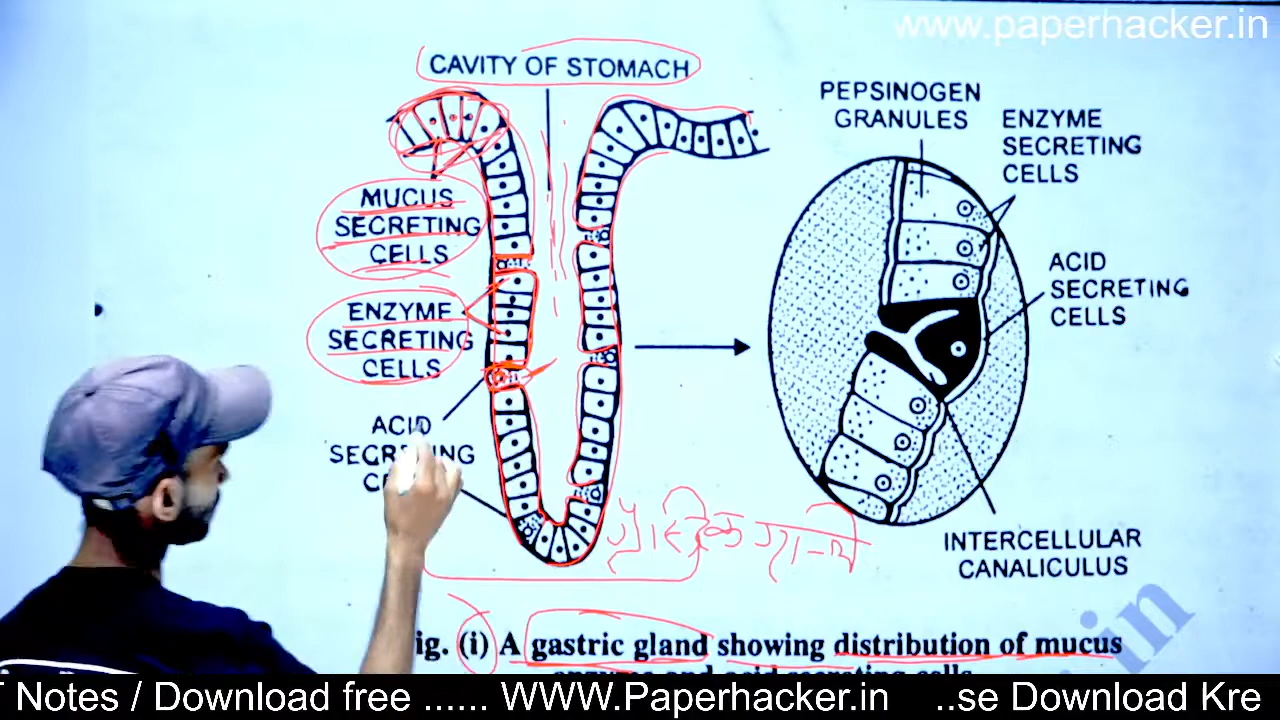 www.paperhacker.in
CAVITY OF STOMACH
MUCUS
SECRETING
CELLS
ENZYME
SECRETING
CELLS
ACID
SECRETING
PEPSINOGEN
GRANULES
ENZYME
SECRETING
CELLS
ACID
SECRETING
CELLS
INTERCELLULAR
CANALICULUS
ig. (i) A gastric gland showing distribution of mucus
T Notes / Download free ...... WWW.Paperhacker.in ..se Download Kre